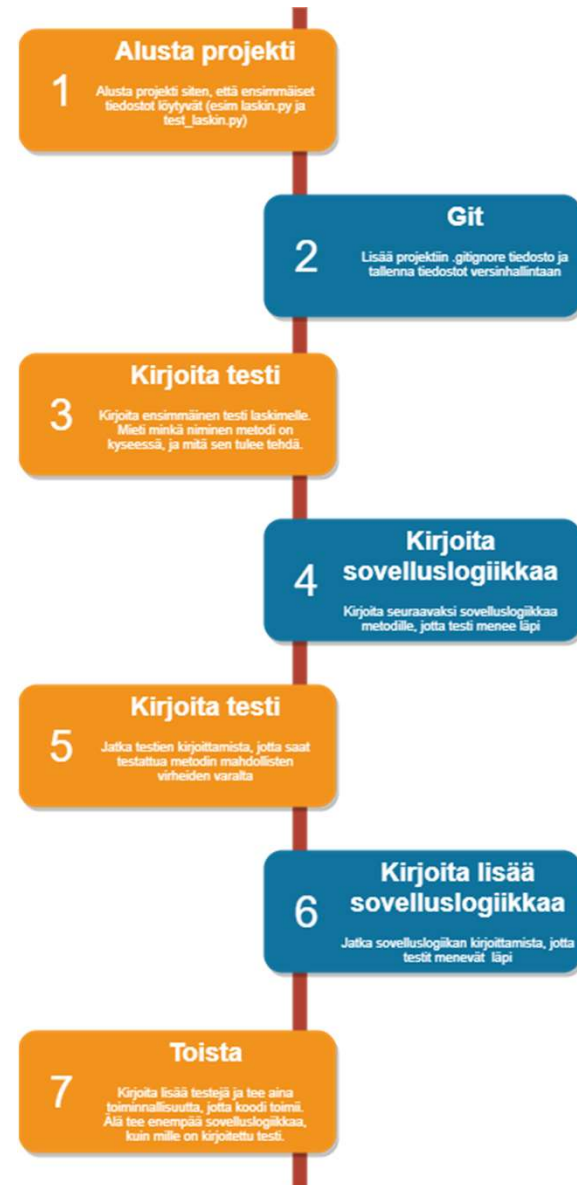 Alusta projekti
1
Alusta projekti siten, että ensimmäiset
tiedostot löytyvät (esim laskin.py ja
test_laskin.py)
Git
2
Lisää projektiin .gitignore tiedosto ja
tallenna tiedostot versinhallintaan
Kirjoita testi
3
Kirjoita ensimmäinen testi laskimelle.
Mieti minkä niminen metodi on
kyseessä, ja mitä sen tulee tehdä.
Kirjoita
sovelluslogiikkaa
4
Kirjoita seuraavaksi sovelluslogiikkaa
metodille, jotta testi menee läpi
Kirjoita testi
5
Jatka testien kirjoittamista, jotta saat
testattua metodin mahdollisten
virheiden varalta
Kirjoita lisää
sovelluslogiikkaa
6
Jatka sovelluslogiikan kirjoittamista, jotta
testit menevät läpi
Toista
7
Kirjoita lisää testejä ja tee aina
toiminnallisuutta, jotta koodi toimii.
Älä tee enempää sovelluslogiikkaa,
kuin mille on kirjoitettu testi.